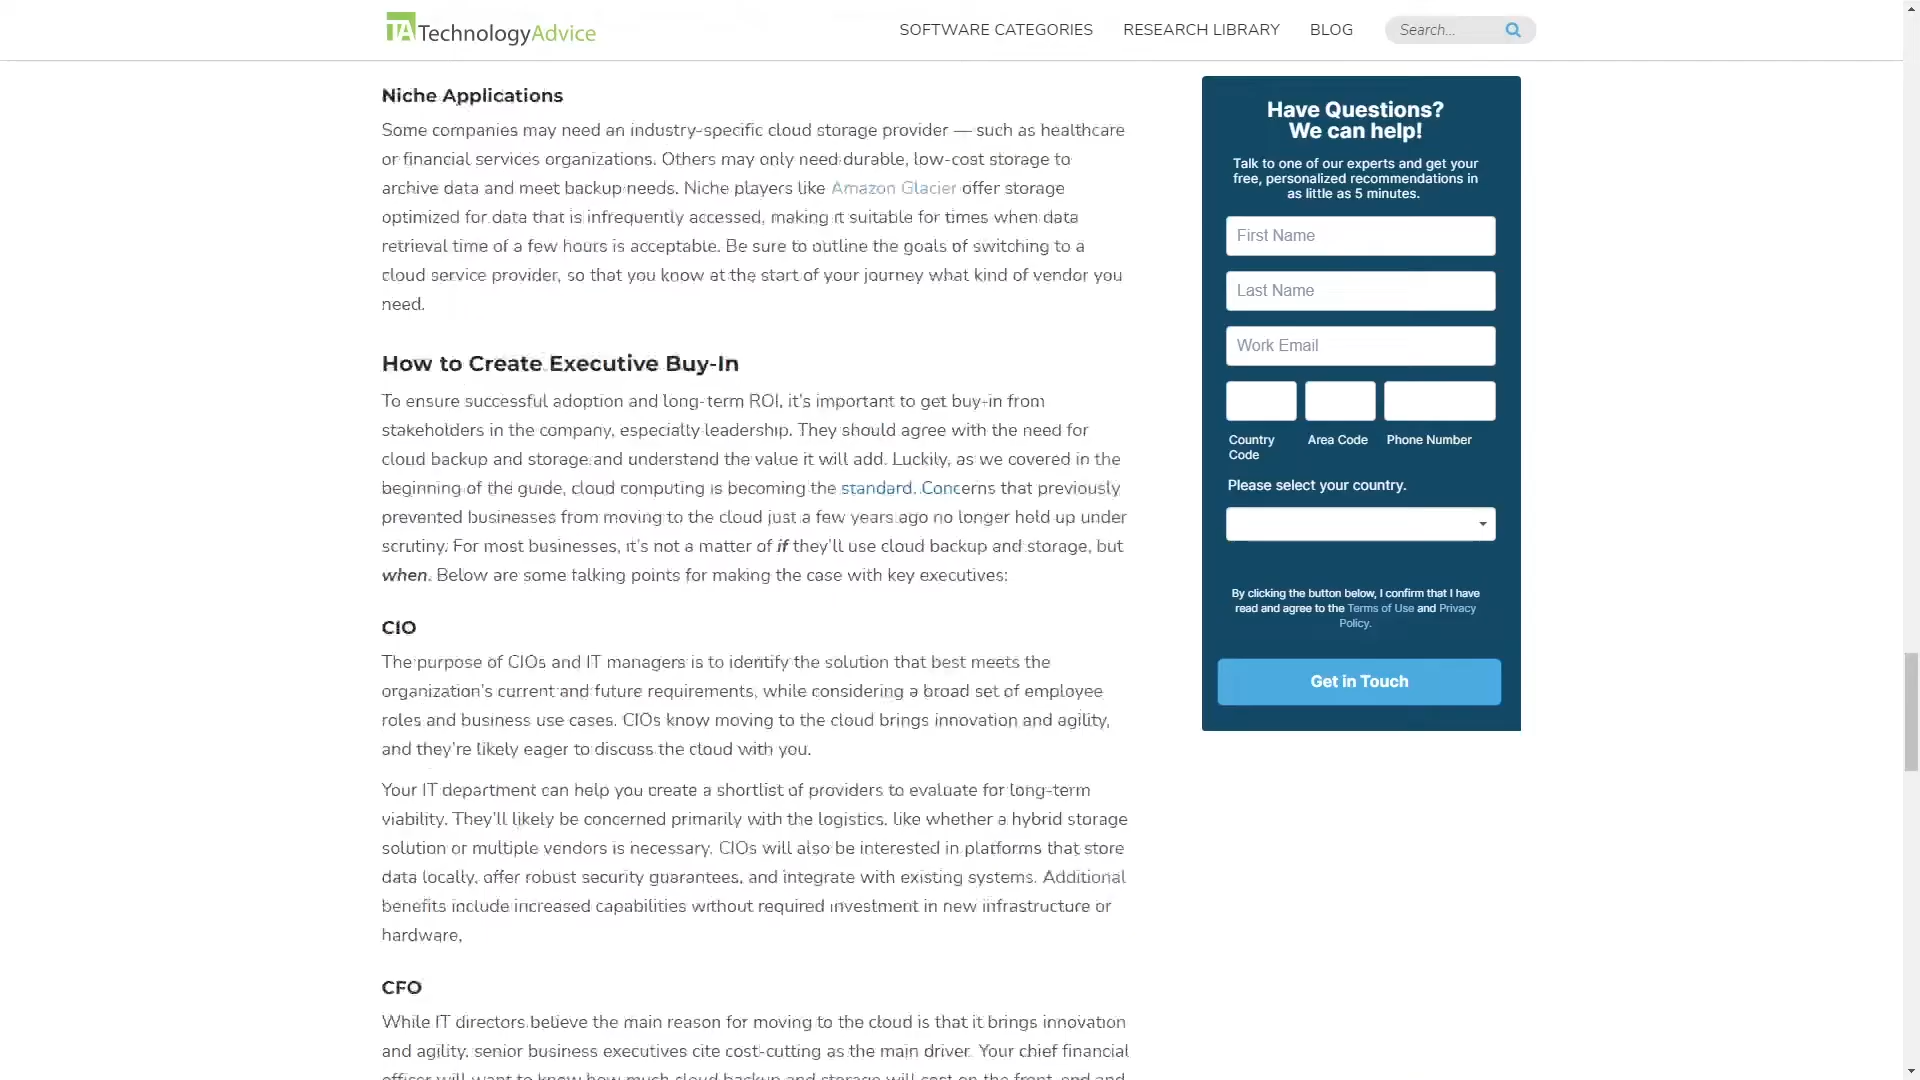 TA TechnologyAdvice
SOFTWARE CATEGORIES RESEARCH LIBRARY BLOG Search...
Niche Applications
Some companies may need an industry-specific cloud storage provider — such as healthcare
or financial services organizations. Others may only need durable, low-cost storage to
archive data and meet backup needs. Niche players like Amazon Glacier offer storage
optimized for data that is infrequently accessed, making it suitable for times when data
retrieval time of a few hours is acceptable. Be sure to outline the goals of switching to a
cloud service provider, so that you know at the start of your journey what kind of vendor you
need.
How to Create Executive Buy-In
To ensure successful adoption and long-term ROI, it's important to get buy-in from
stakeholders in the company, especially leadership. They should agree with the need for
cloud backup and storage and understand the value it will add. Luckily, as we covered in the
beginning of the guide, cloud computing is becoming the standard. Concerns that previously
prevented businesses from moving to the cloud just a few years ago no longer hold up under
scrutiny. For most businesses, it's not a matter of if they'll use cloud backup and storage, but
when. Below are some talking points for making the case with key executives:
CIO
The purpose of CIOs and IT managers is to identify the solution that best meets the
organization's current and future requirements, while considering a broad set of employee
roles and business use cases. CIOs know moving to the cloud brings innovation and agility,
and they're likely eager to discuss the cloud with you.
Your IT department can help you create a shortlist of providers to evaluate for long-term
viability. They'll likely be concerned primarily with the logistics, like whether a hybrid storage
solution or multiple vendors is necessary. CIOs will also be interested in platforms that store
data locally, offer robust security guarantees, and integrate with existing systems. Additional
benefits include increased capabilities without required investment in new infrastructure or
hardware,
CFO
While IT directors believe the main reason for moving to the cloud is that it brings innovation
and agility, senior business executives cite cost-cutting as the main driver. Your chief financial
officer will want to know how much cloud backup and storage will cost on the front-end and
Have Questions?
We can help!
Talk to one of our experts and get your
free, personalized recommendations in
as little as 5 minutes.
First Name
Last Name
Work Email
Country Code
Area Code
Phone Number
Please select your country.
By clicking the button below, I confirm that I have
read and agree to the Terms of Use and Privacy
Policy.
Get in Touch